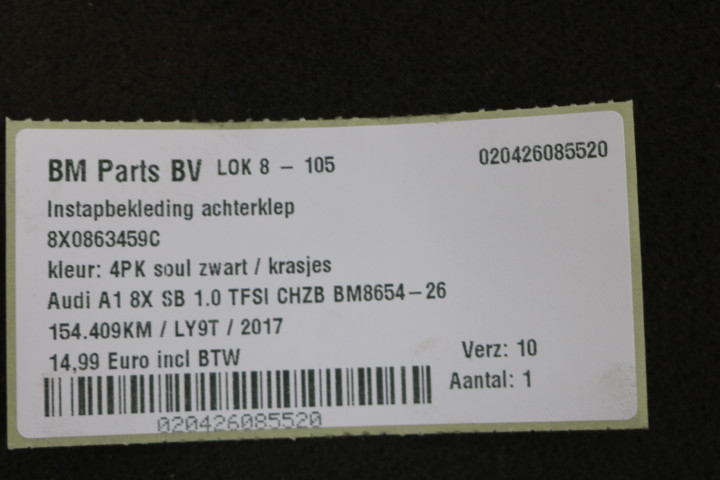 BM Parts BV LOK 8 - 105 020426085520
Instapbekleding achterklep
8X0863459C
kleur: 4PK soul zwart / krasjes
Audi A1 8X SB 1.0 TFSI CHZB BM8654-26
154.409KM / LY9T / 2017
14,99 Euro incl BTW Verz: 10
Aantal: 1
020426085520